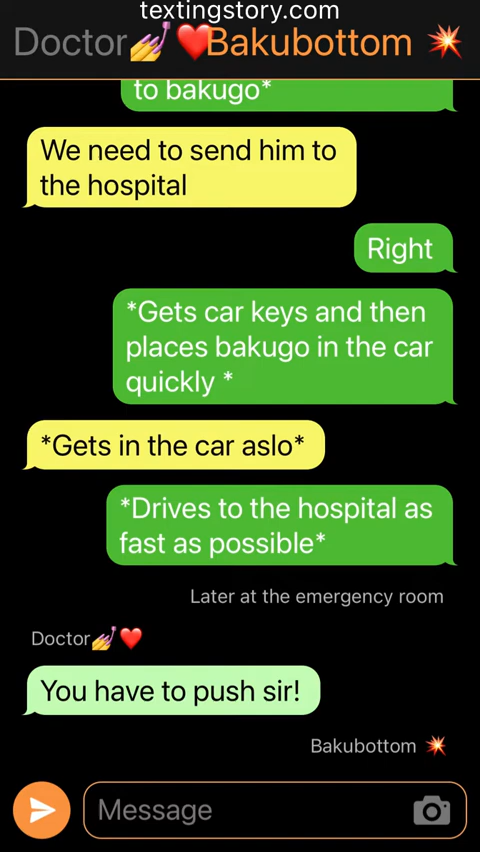 textingstory.com
Doctor💅❤️Bakubottom 💥
to bakugo*
We need to send him to
the hospital
Right
*Gets car keys and then
places bakugo in the car
quickly *
*Gets in the car aslo*
*Drives to the hospital as
fast as possible*
Later at the emergency room
Doctor💅❤️
You have to push sir!
Bakubottom 💥
Message